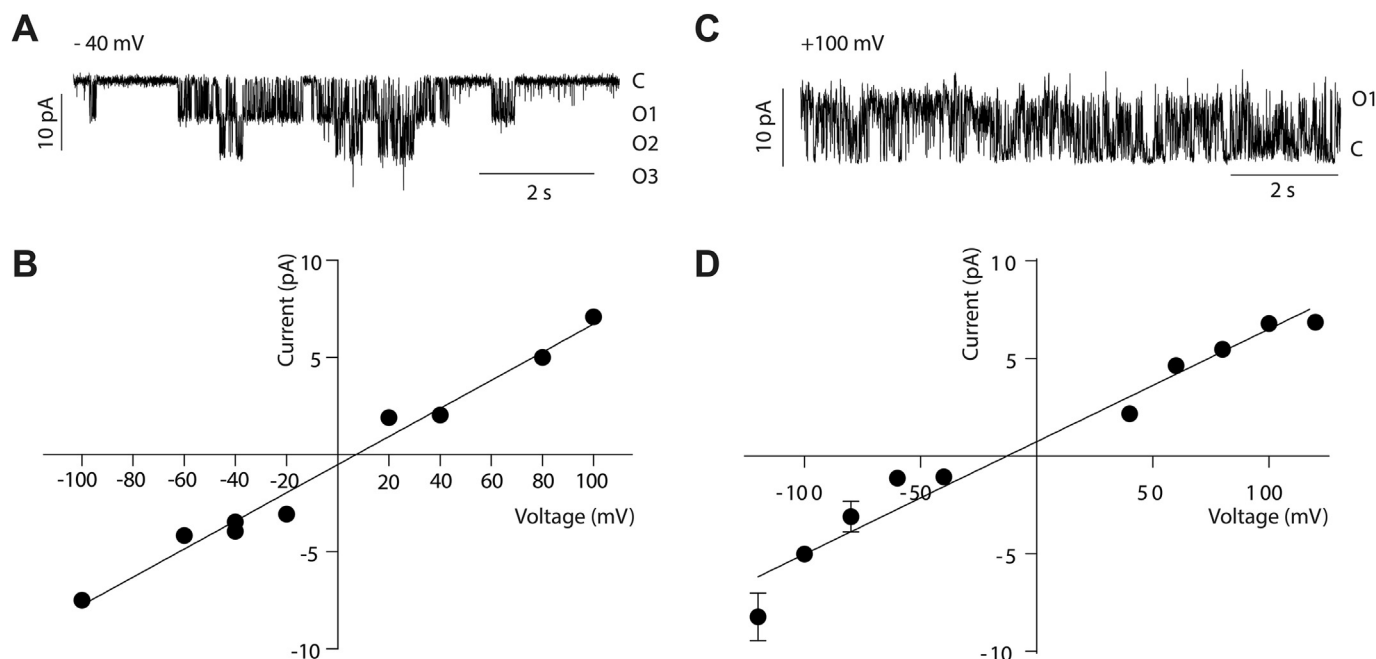 A
- 40 mV
C
O1
O2
O3
10 pA
2 s
C
+100 mV
O1
C
10 pA
2 s
B
Current (pA)
10
5
-100 -80 -60 -40 -20 20 40 60 80 100
Voltage (mV)
-5
-10
D
Current (pA)
10
5
-100 -50 50 100
Voltage (mV)
-5
-10